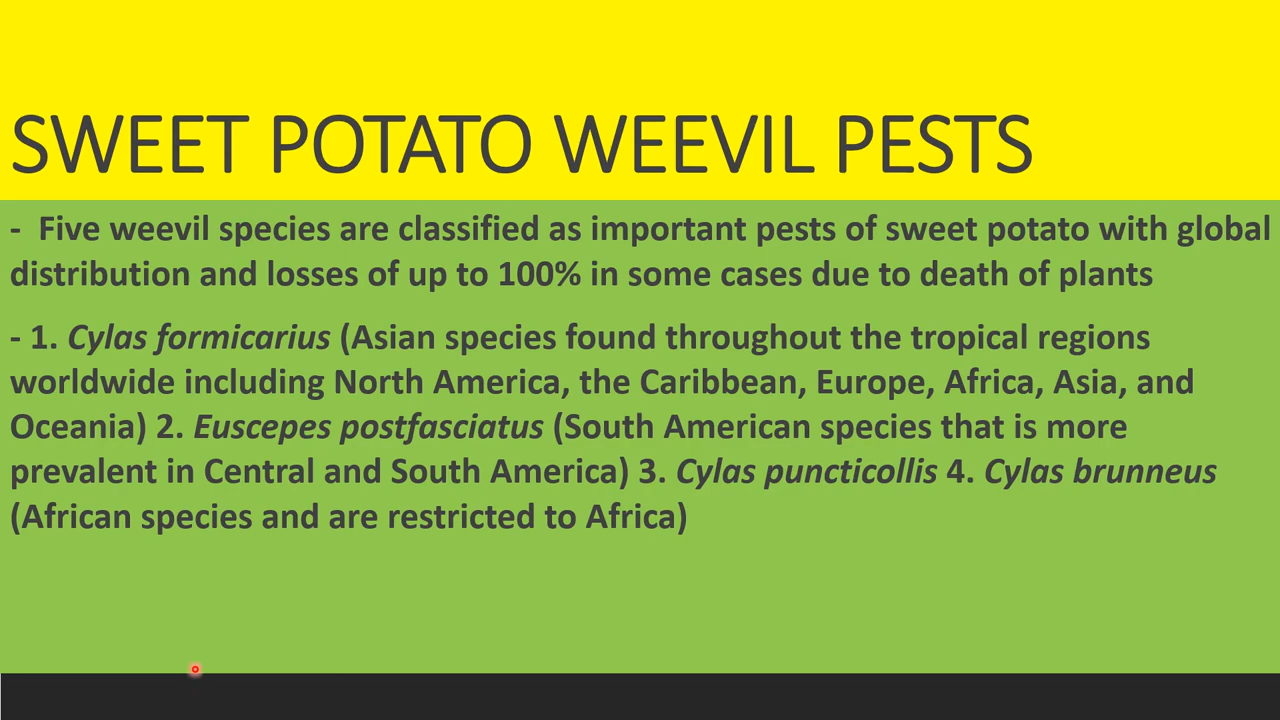 SWEET POTATO WEEVIL PESTS
- Five weevil species are classified as important pests of sweet potato with global
distribution and losses of up to 100% in some cases due to death of plants
- 1. Cylas formicarius (Asian species found throughout the tropical regions
worldwide including North America, the Caribbean, Europe, Africa, Asia, and
Oceania) 2. Euscepes postfasciatus (South American species that is more
prevalent in Central and South America) 3. Cylas puncticollis 4. Cylas brunneus
(African species and are restricted to Africa)